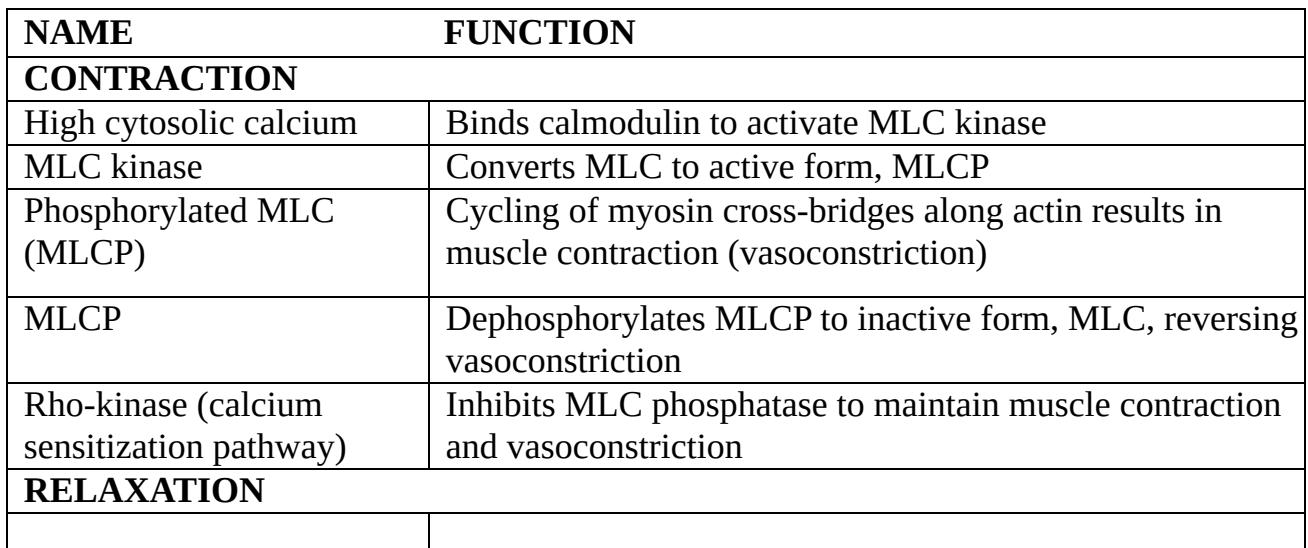 NAME FUNCTION
CONTRACTION
High cytosolic calcium Binds calmodulin to activate MLC kinase
MLC kinase Converts MLC to active form, MLCP
Phosphorylated MLC Cycling of myosin cross-bridges along actin results in
(MLCP) muscle contraction (vasoconstriction)
MLCP Dephosphorylates MLCP to inactive form, MLC, reversing
vasoconstriction
Rho-kinase (calcium Inhibits MLC phosphatase to maintain muscle contraction
sensitization pathway) and vasoconstriction
RELAXATION